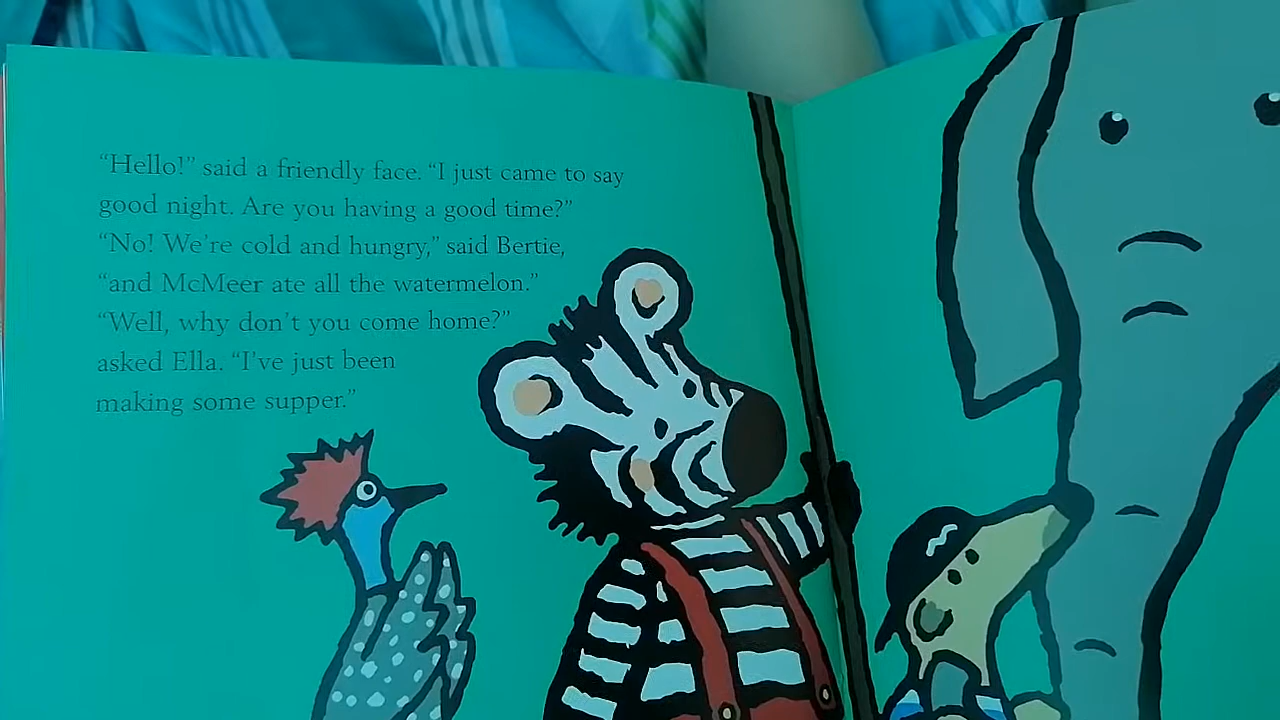 “Hello!” said a friendly face. “I just came to say
good night. Are you having a good time?”
“No! We’re cold and hungry,” said Bertie,
“and McMeer ate all the watermelon.”
“Well, why don’t you come home?”
asked Ella. “I’ve just been
making some supper.”